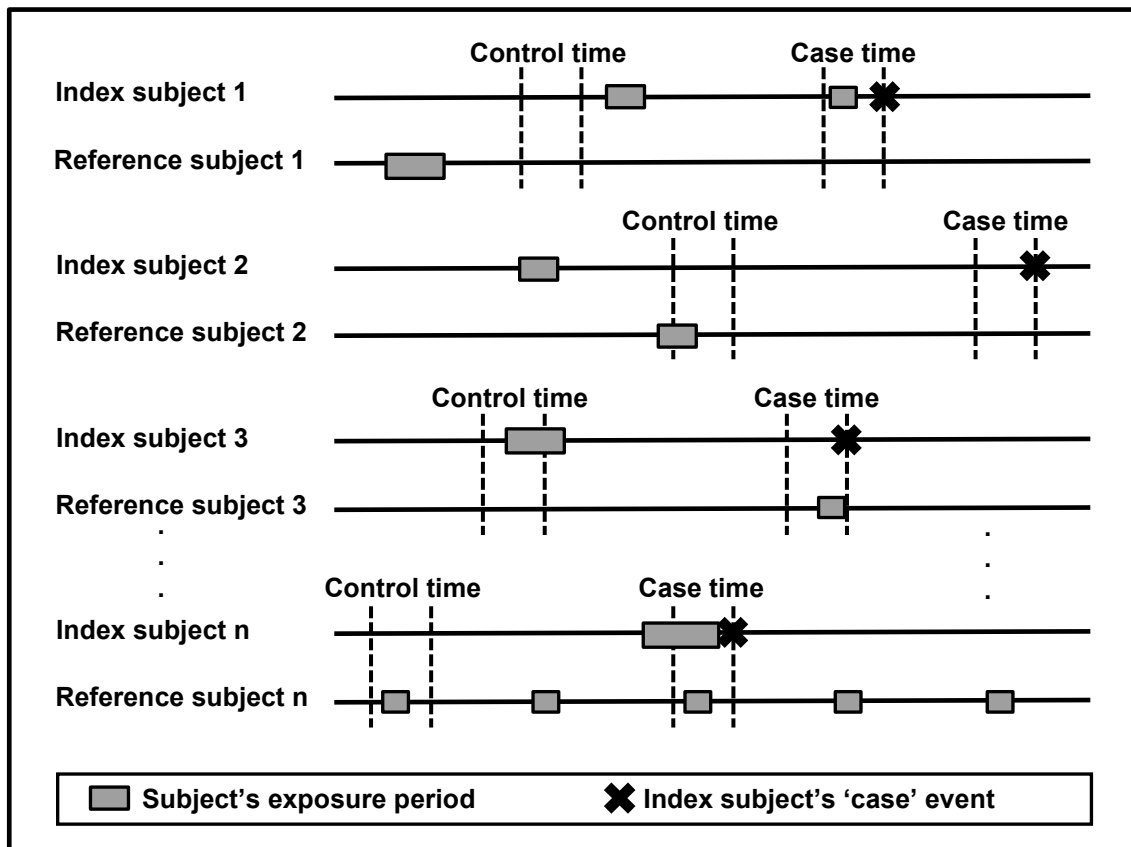 Control time Case time
Index subject 1
Reference subject 1
Control time Case time
Index subject 2
Reference subject 2
Control time Case time
Index subject 3
Reference subject 3
. .
. .
. .
Control time Case time
Index subject n
Reference subject n
Subject's exposure period Index subject's ‘case’ event